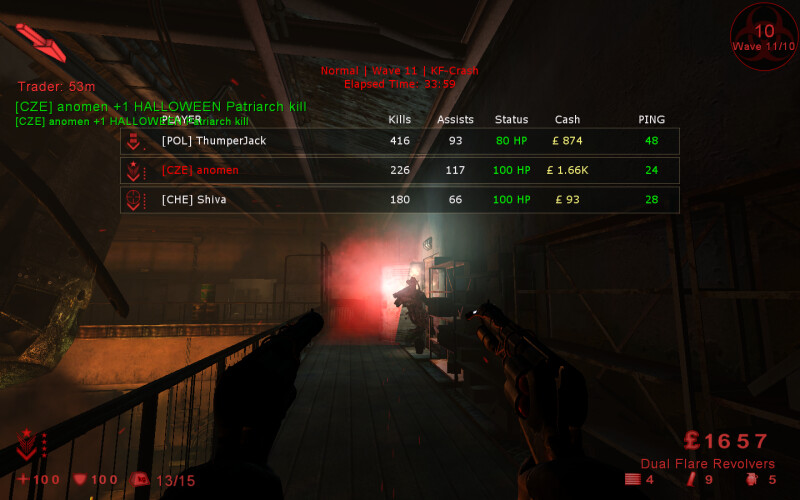 10
Wave 11/10
Normal | Wave 11 | KF-Crash
Elapsed Time: 33:59
Trader: 53m
[CZE] anomen +1 HALLOWEEN Patriarch kill
[CZE] anomen +1 HALLOWEEN Patriarch kill
PLAYER Kills Assists Status Cash PING
[POL] ThumperJack 416 93 80 HP £ 874 48
[CZE] anomen 226 117 100 HP £ 1.66K 24
[CHE] Shiva 180 66 100 HP £ 93 28
£1657
Dual Flare Revolvers
100 100 13/15 4 9 5